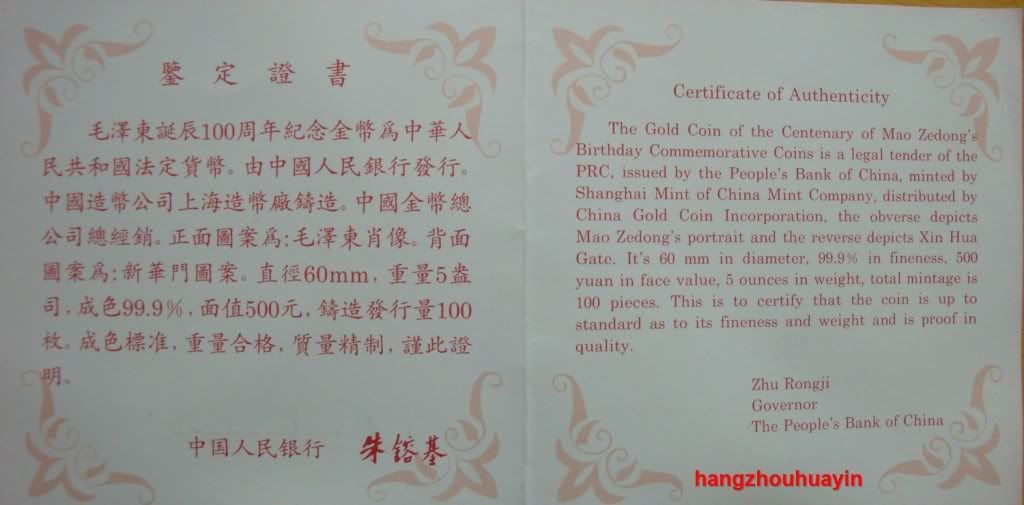 鑒定證書
毛澤東誕辰100周年紀念金幣爲中華人
民共和國法定貨幣。由中國人民銀行發行。
中國造幣公司上海造幣廠鑄造。中國金幣總
公司總經銷。正面圖案爲:毛澤東肖像。背面
圖案爲:新華門圖案。直徑60mm，重量5盎
司，成色99.9%，面值500元，鑄造發行量100
枚。成色標准，重量合格，質量精制，謹此證
明。
中国人民银行 朱镕基
Certificate of Authenticity
The Gold Coin of the Centenary of Mao Zedong's
Birthday Commemorative Coins is a legal tender of the
PRC, issued by the People's Bank of China, minted by
Shanghai Mint of China Mint Company, distributed by
China Gold Coin Incorporation, the obverse depicts
Mao Zedong's portrait and the reverse depicts Xin Hua
Gate. It's 60 mm in diameter, 99.9% in fineness, 500
yuan in face value, 5 ounces in weight, total mintage is
100 pieces. This is to certify that the coin is up to
standard as to its fineness and weight and is proof in
quality.
Zhu Rongji
Governor
The People's Bank of China
hangzhouhuayin